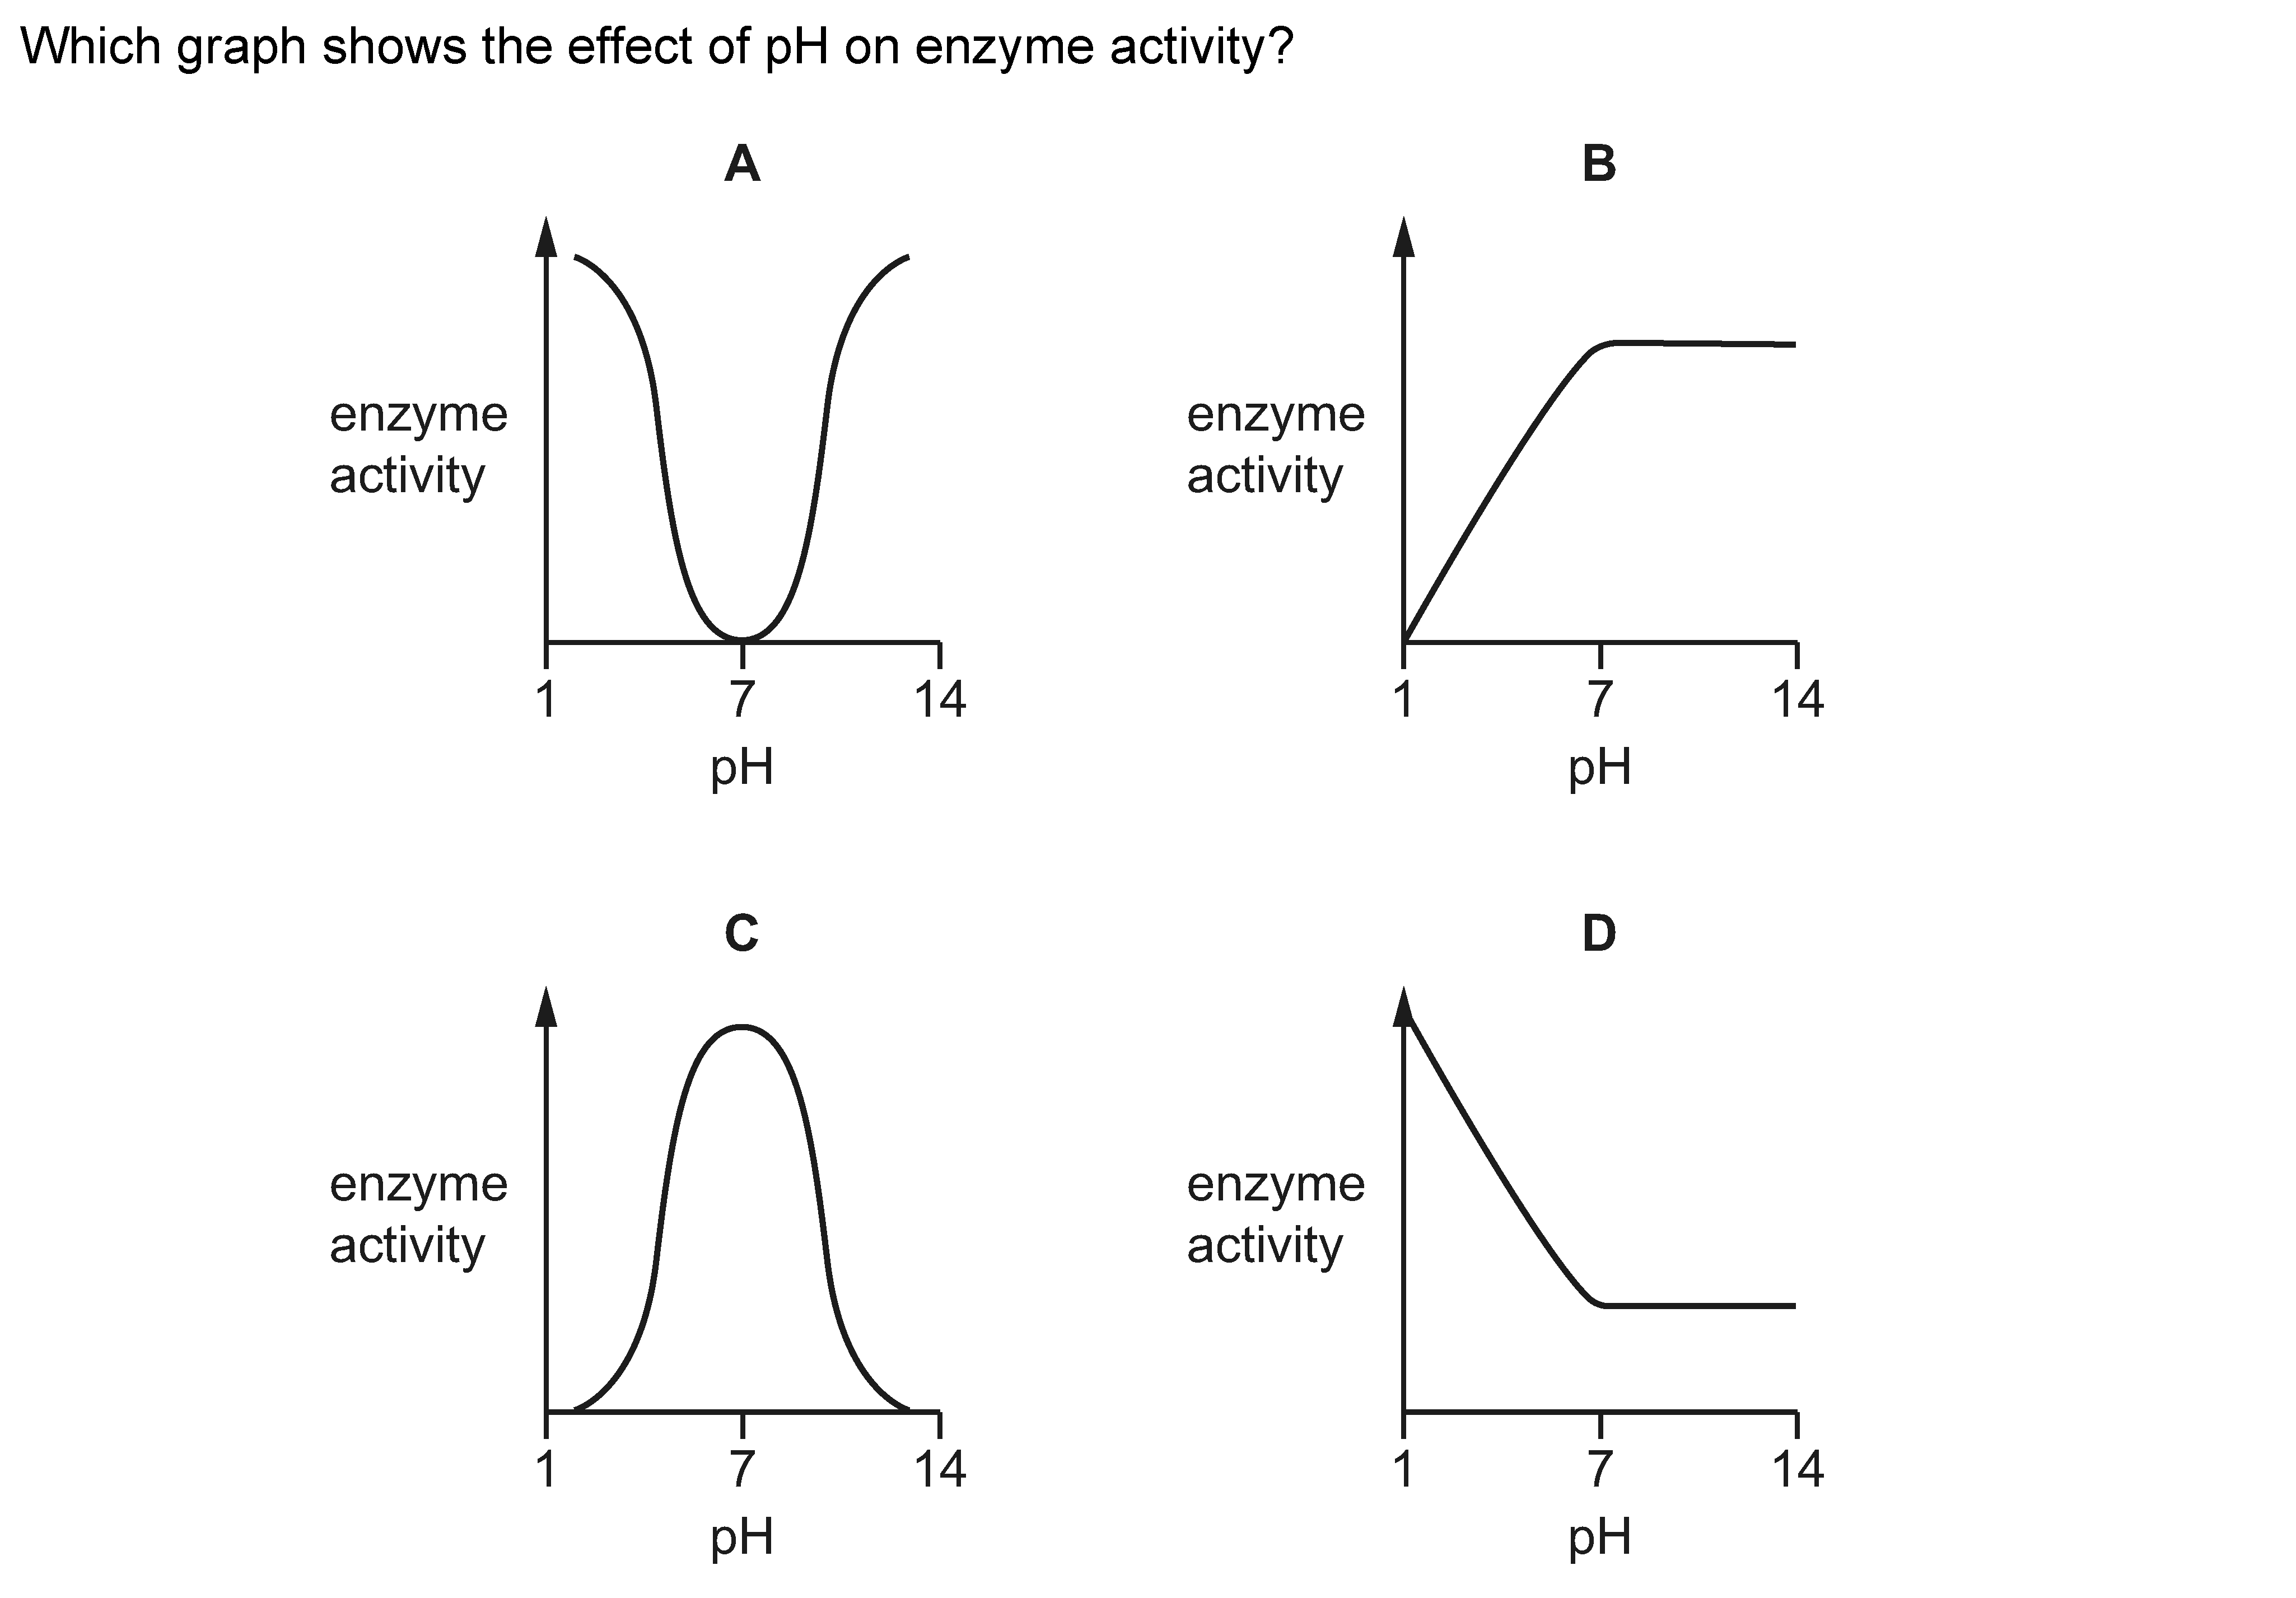 Which graph shows the effect of pH on enzyme activity?
A
enzyme
activity
1 7 14
pH
B
enzyme
activity
1 7 14
pH
C
enzyme
activity
1 7 14
pH
D
enzyme
activity
1 7 14
pH